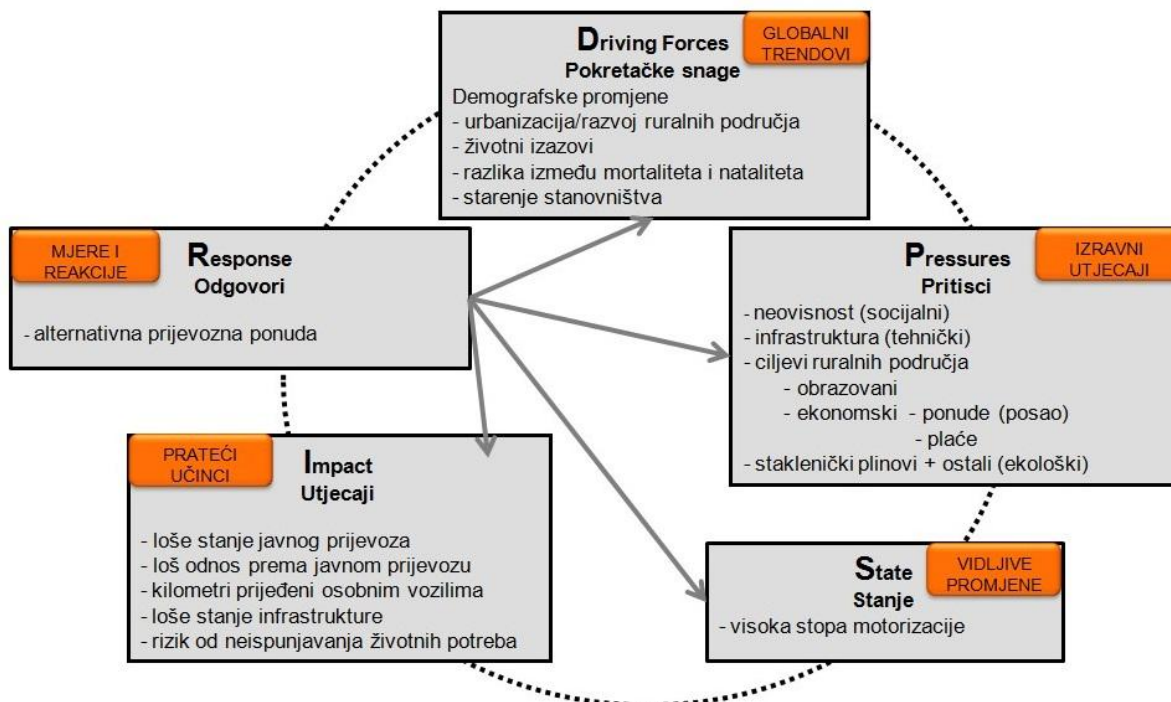 Driving Forces
Pokretačke snage
GLOBALNI
TRENDOVI
Demografske promjene
- urbanizacija/razvoj ruralnih područja
- životni izazovi
- razlika između mortaliteta i nataliteta
- starenje stanovništva
MJERE I
REAKCIJE
Response
Odgovori
- alternativna prijevozna ponuda
Pressures
Pritisci
IZRAVNI
UTJECAJI
- neovisnost (socijalni)
- infrastruktura (tehnički)
- ciljevi ruralnih područja
- obrazovani
- ekonomski - ponude (posao)
- plaće
- staklenički plinovi + ostali (ekološki)
PRATEĆI
UČINCI
Impact
Utjecaji
- loše stanje javnog prijevoza
- loš odnos prema javnom prijevozu
- kilometri prijeđeni osobnim vozilima
- loše stanje infrastrukture
- rizik od neispunjavanja životnih potreba
State
Stanje
VIDLJIVE
PROMJENE
- visoka stopa motorizacije